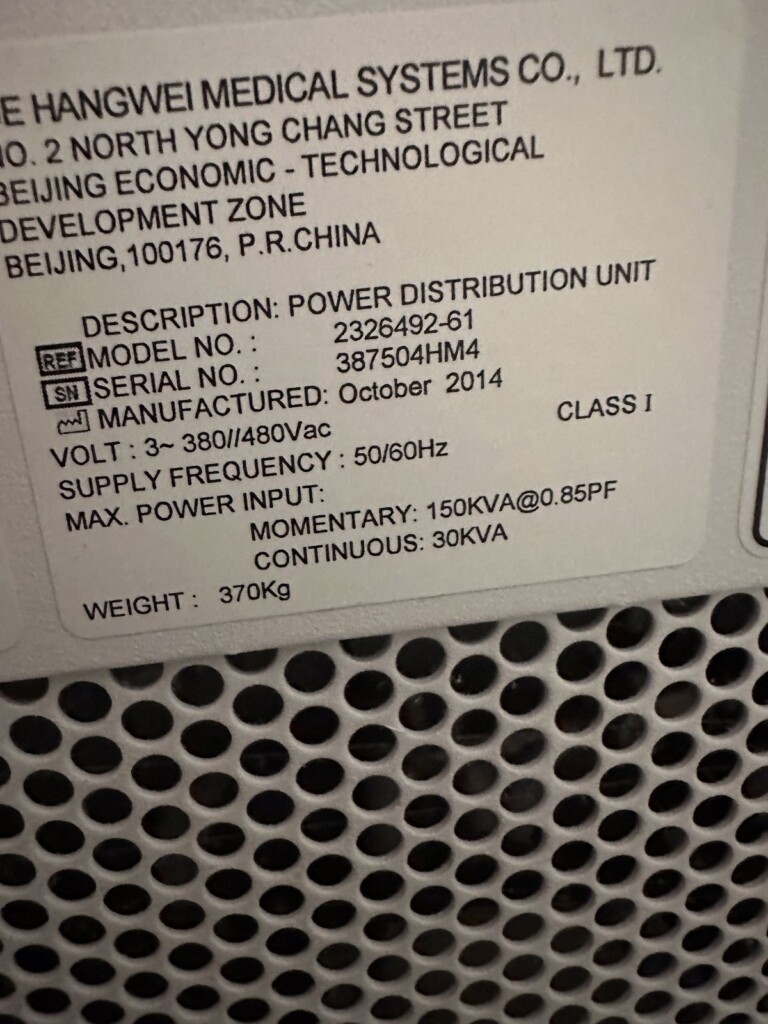 E HANGWEI MEDICAL SYSTEMS CO., LTD.
NO. 2 NORTH YONG CHANG STREET
BEIJING ECONOMIC - TECHNOLOGICAL
DEVELOPMENT ZONE
BEIJING,100176, P.R.CHINA
DESCRIPTION: POWER DISTRIBUTION UNIT
REF MODEL NO. : 2326492-61
SN SERIAL NO. : 387504HM4
MANUFACTURED: October 2014
VOLT : 3~ 380//480Vac CLASS I
SUPPLY FREQUENCY : 50/60Hz
MAX. POWER INPUT:
MOMENTARY: 150KVA@0.85PF
CONTINUOUS: 30KVA
WEIGHT : 370Kg